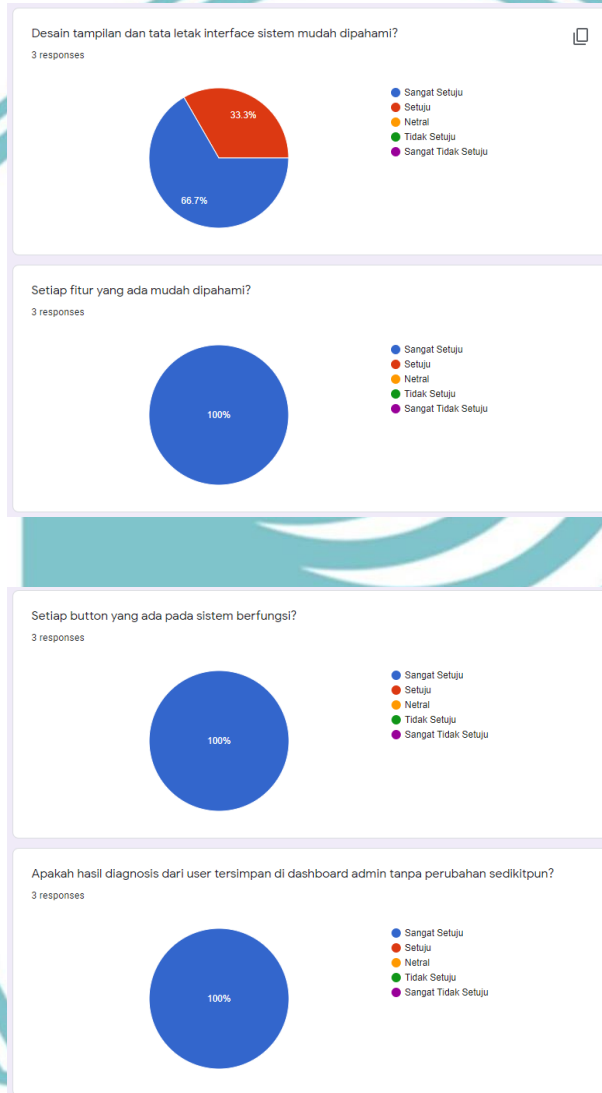 Desain tampilan dan tata letak interface sistem mudah dipahami?
3 responses
33.3%
66.7%
Sangat Setuju
Setuju
Netral
Tidak Setuju
Sangat Tidak Setuju
Setiap fitur yang ada mudah dipahami?
3 responses
100%
Sangat Setuju
Setuju
Netral
Tidak Setuju
Sangat Tidak Setuju
Setiap button yang ada pada sistem berfungsi?
3 responses
100%
Sangat Setuju
Setuju
Netral
Tidak Setuju
Sangat Tidak Setuju
Apakah hasil diagnosis dari user tersimpan di dashboard admin tanpa perubahan sedikitpun?
3 responses
100%
Sangat Setuju
Setuju
Netral
Tidak Setuju
Sangat Tidak Setuju